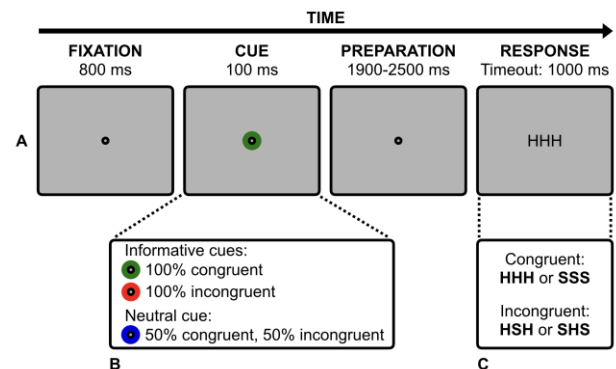 TIME
FIXATION CUE PREPARATION RESPONSE
800 ms 100 ms 1900-2500 ms Timeout: 1000 ms
A
HHH
Informative cues:
100% congruent
100% incongruent
Neutral cue:
50% congruent, 50% incongruent
B
Congruent:
HHH or SSS
Incongruent:
HSH or SHS
C